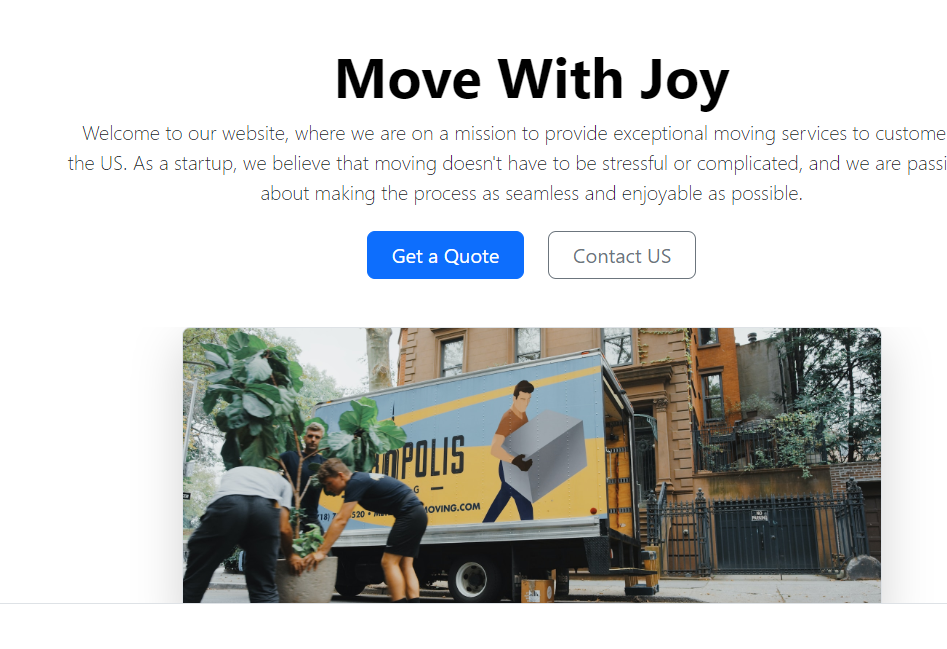 Move With Joy
Welcome to our website, where we are on a mission to provide exceptional moving services to custome
the US. As a startup, we believe that moving doesn't have to be stressful or complicated, and we are passi
about making the process as seamless and enjoyable as possible.
Get a Quote
Contact US
POLIS
G
520
OVING.COM
NO
PARKING